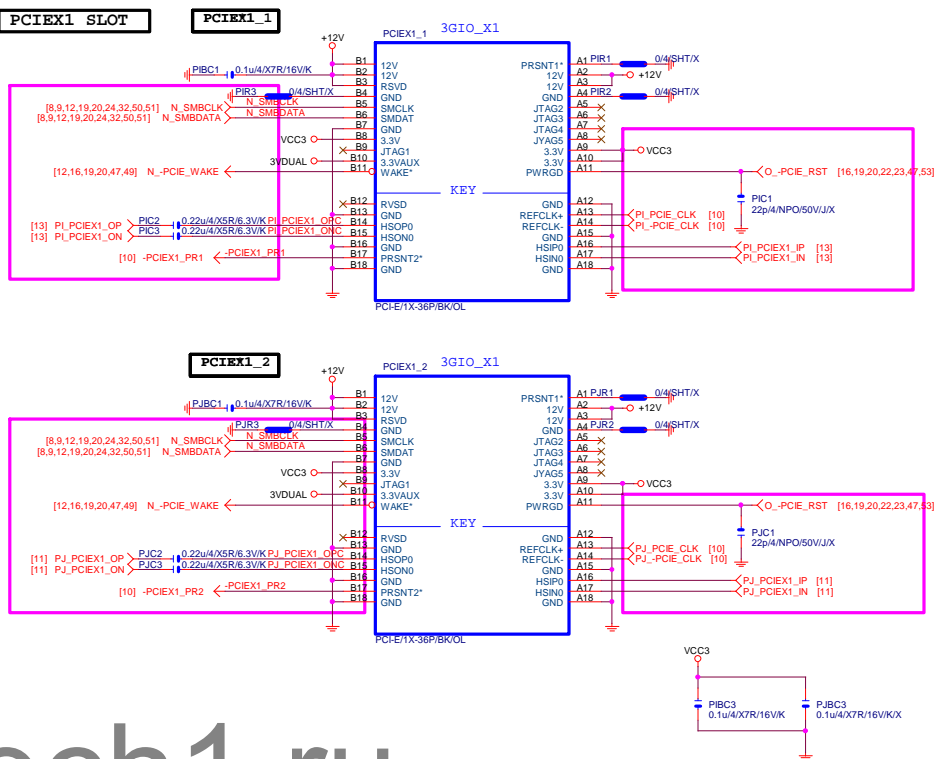 PCIEX1 SLOT
PCIEX1_1
+12V
PCIEX1_1
3GIO_X1
PIBC1
0.1u/4/X7R/16V/K
PIR3
0/4/SHT/X
[8,9,12,19,20,24,32,50,51]
N_SMBCLK
N_SMBCLK
[8,9,12,19,20,24,32,50,51]
N_SMBDATA
N_SMBDATA
VCC3
3VDUAL
[12,16,19,20,47,49]
N_-PCIE_WAKE
[13]
PI_PCIEX1_OP
PIC2
0.22u/4/X5R/6.3V/K
PI_PCIEX1_OPC
[13]
PI_PCIEX1_ON
PIC3
0.22u/4/X5R/6.3V/K
PI_PCIEX1_ONC
[10]
-PCIEX1_PR1
-PCIEX1_PR1
B1 12V
B2 12V
B3 RSVD
B4 GND
B5 SMCLK
B6 SMDAT
B7 GND
B8 3.3V
B9 JTAG1
B10 3.3VAUX
B11 WAKE*
KEY
B12 RVSD
B13 GND
B14 HSOP0
B15 HSON0
B16 GND
B17 PRSNT2*
B18 GND
PRSNT1* A1
12V A2
12V A3
GND A4
JTAG2 A5
JTAG3 A6
JTAG4 A7
JYAG5 A8
3.3V A9
3.3V A10
PWRGD A11
GND A12
REFCLK+ A13
REFCLK- A14
GND A15
HSIP0 A16
HSIN0 A17
GND A18
PIR1
0/4/SHT/X
+12V
PIR2
0/4/SHT/X
VCC3
O_-PCIE_RST
[16,19,20,22,23,47,53]
PIC1
22p/4/NPO/50V/J/X
PI_PCIE_CLK
[10]
PI_-PCIE_CLK
[10]
PI_PCIEX1_IP
[13]
PI_PCIEX1_IN
[13]
PCI-E/1X-36P/BK/OL
PCIEX1_2
+12V
PCIEX1_2
3GIO_X1
PJBC1
0.1u/4/X7R/16V/K
PJR3
0/4/SHT/X
[8,9,12,19,20,24,32,50,51]
N_SMBCLK
N_SMBCLK
[8,9,12,19,20,24,32,50,51]
N_SMBDATA
N_SMBDATA
VCC3
3VDUAL
[12,16,19,20,47,49]
N_-PCIE_WAKE
[11]
PJ_PCIEX1_OP
PJC2
0.22u/4/X5R/6.3V/K
PJ_PCIEX1_OPC
[11]
PJ_PCIEX1_ON
PJC3
0.22u/4/X5R/6.3V/K
PJ_PCIEX1_ONC
[10]
-PCIEX1_PR2
-PCIEX1_PR2
B1 12V
B2 12V
B3 RSVD
B4 GND
B5 SMCLK
B6 SMDAT
B7 GND
B8 3.3V
B9 JTAG1
B10 3.3VAUX
B11 WAKE*
KEY
B12 RVSD
B13 GND
B14 HSOP0
B15 HSON0
B16 GND
B17 PRSNT2*
B18 GND
PRSNT1* A1
12V A2
12V A3
GND A4
JTAG2 A5
JTAG3 A6
JTAG4 A7
JYAG5 A8
3.3V A9
3.3V A10
PWRGD A11
GND A12
REFCLK+ A13
REFCLK- A14
GND A15
HSIP0 A16
HSIN0 A17
GND A18
PJR1
0/4/SHT/X
+12V
PJR2
0/4/SHT/X
VCC3
O_-PCIE_RST
[16,19,20,22,23,47,53]
PJC1
22p/4/NPO/50V/J/X
PJ_PCIE_CLK
[10]
PJ_-PCIE_CLK
[10]
PJ_PCIEX1_IP
[11]
PJ_PCIEX1_IN
[11]
PCI-E/1X-36P/BK/OL
VCC3
PIBC3
0.1u/4/X7R/16V/K
PJBC3
0.1u/4/X7R/16V/K/X